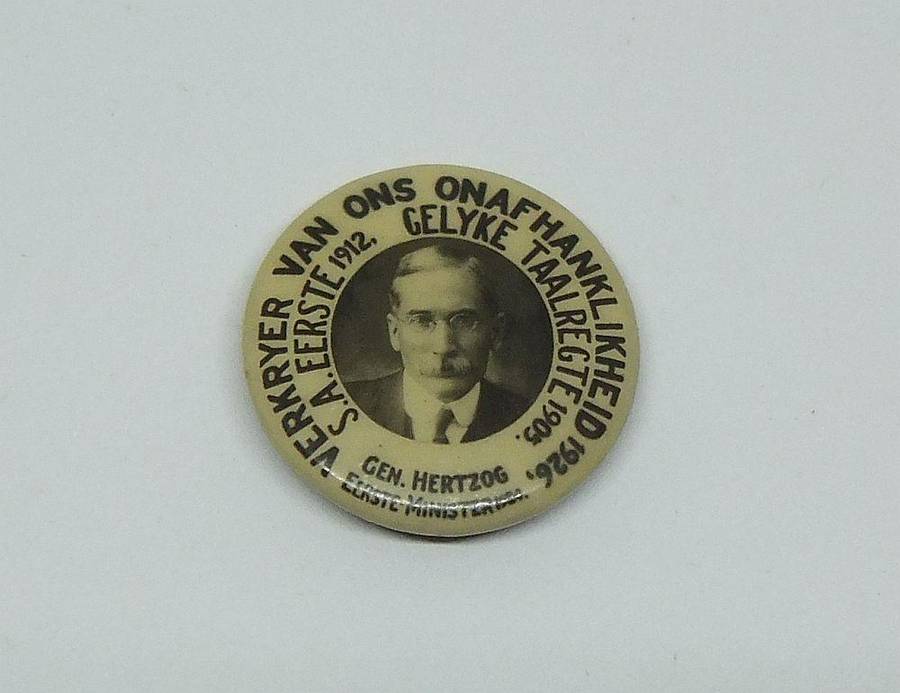 VERKRYER VAN ONS ONAFHANKLIKHEID 1926,
S.A. EERSTE 1912, GELYKE TAALREGTE 1905.
GEN. HERTZOG
EERSTE MINISTER